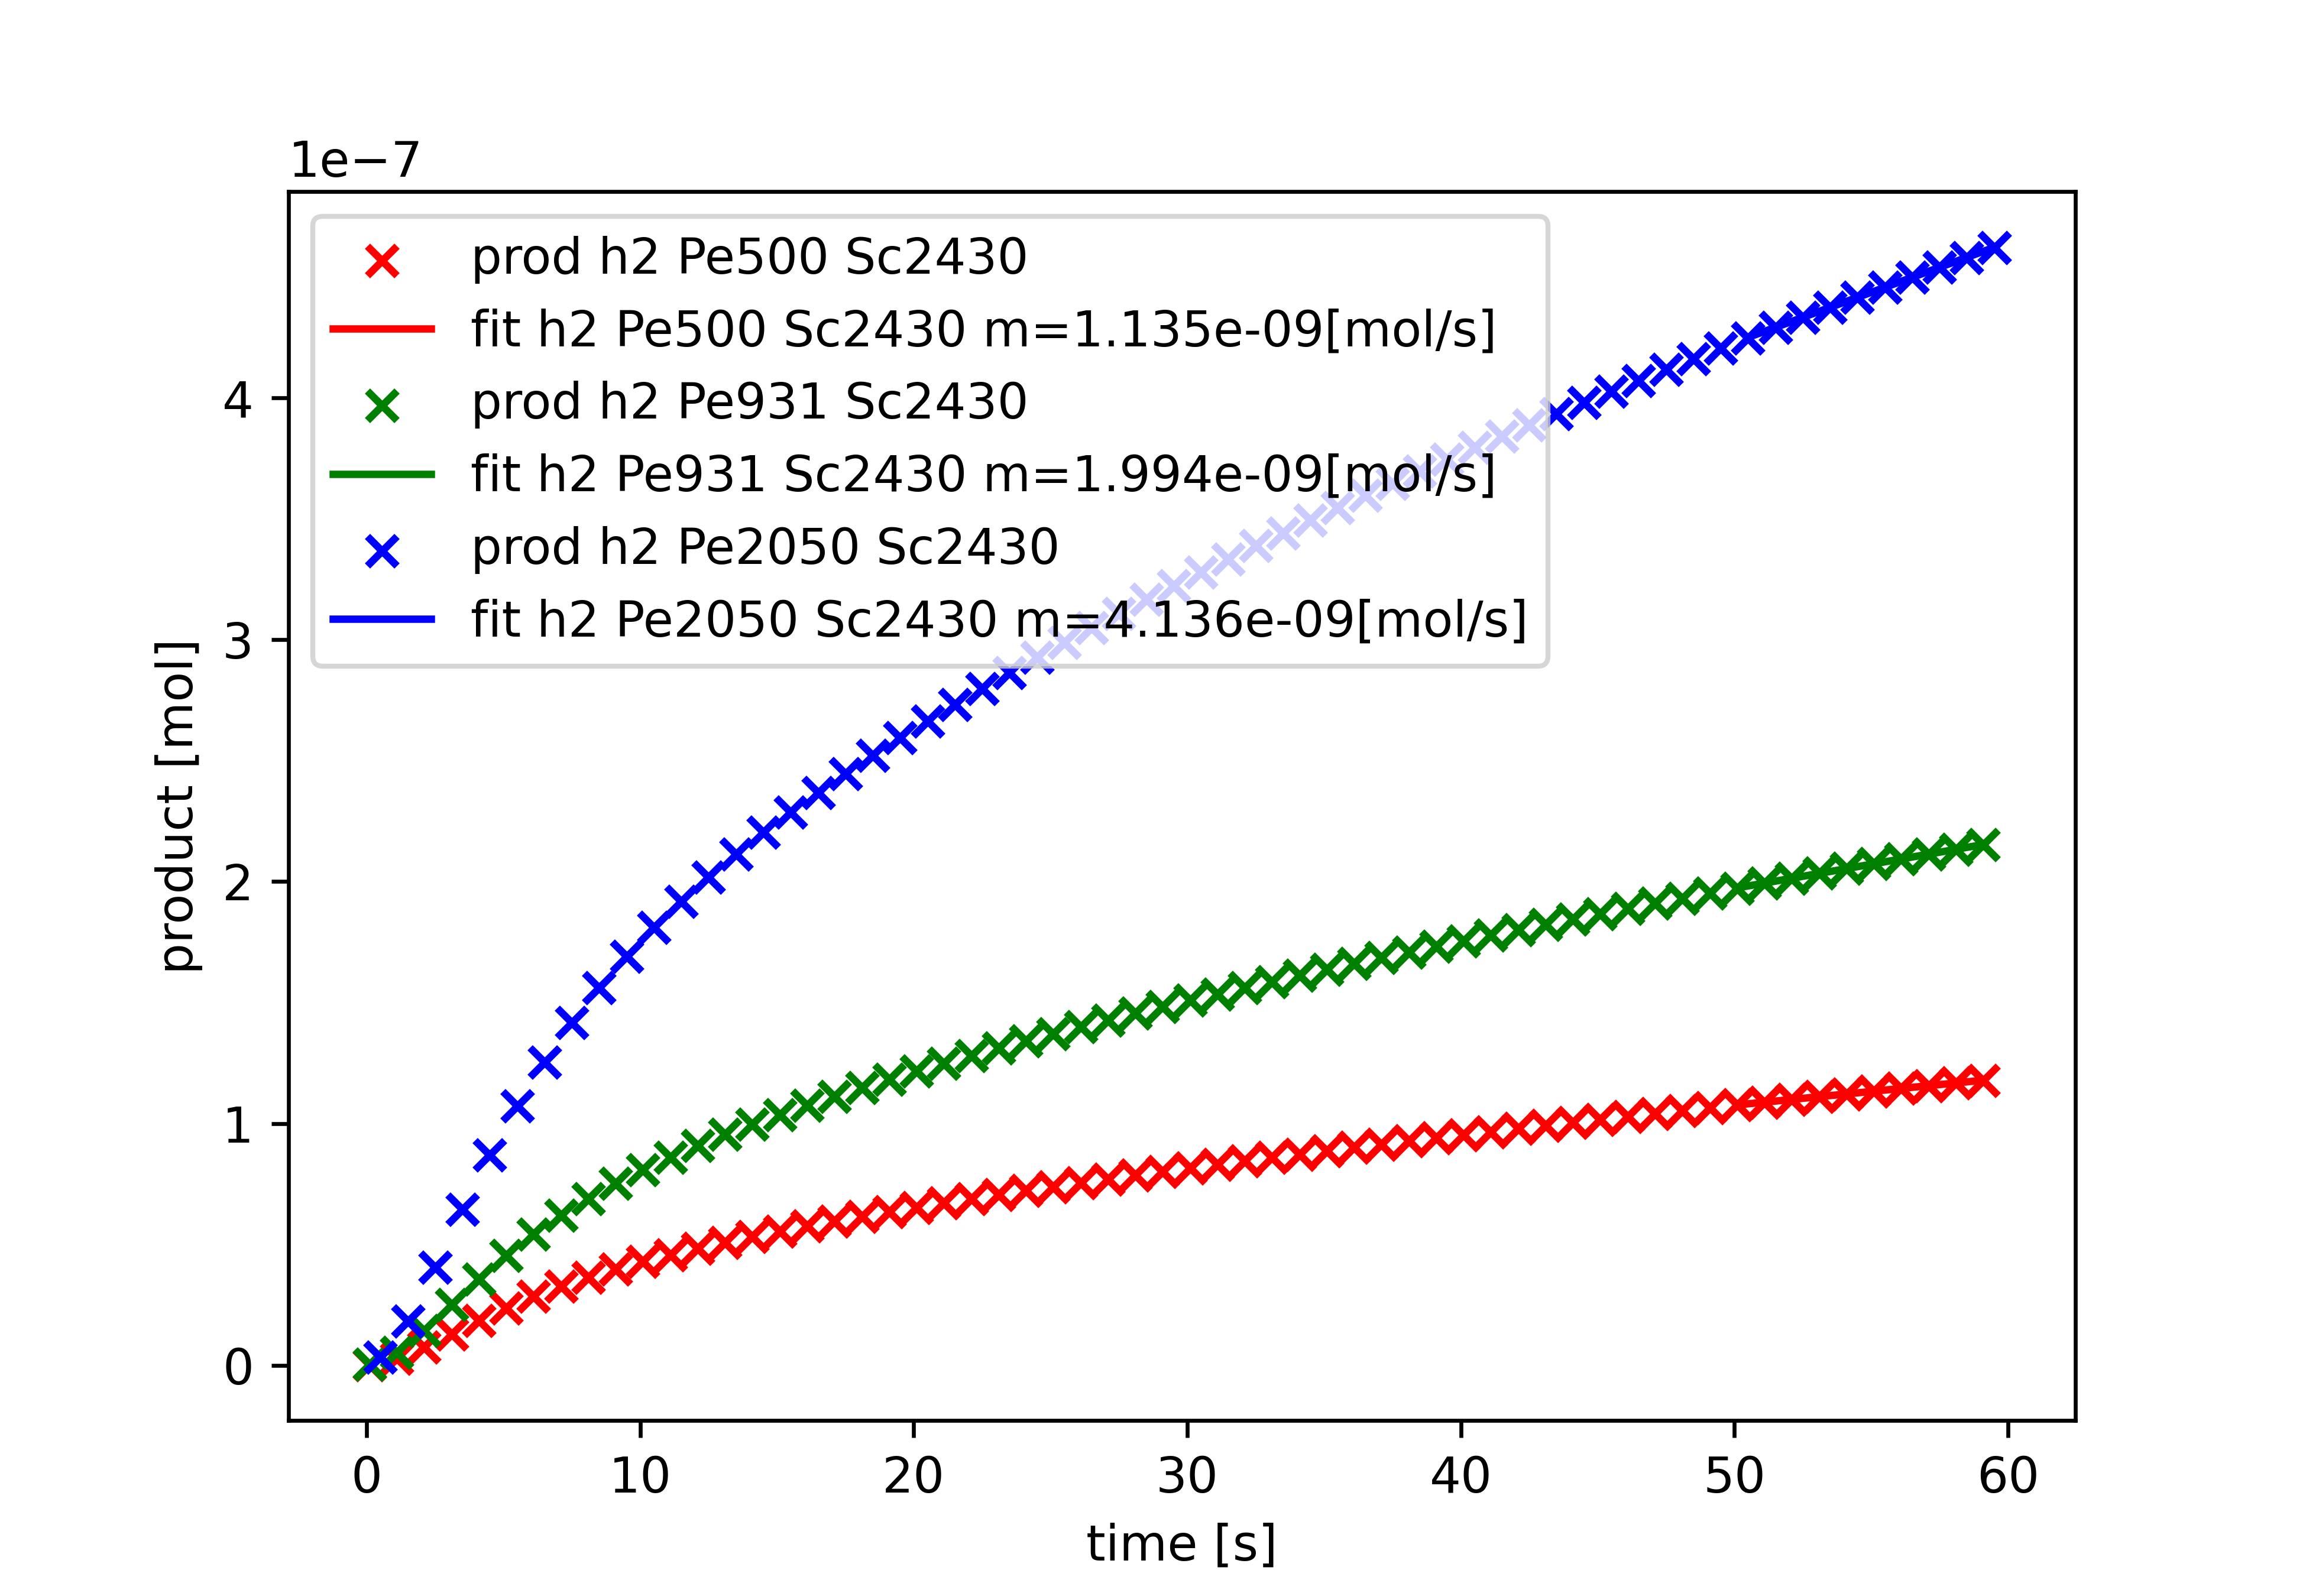 1e−7
prod h2 Pe500 Sc2430
fit h2 Pe500 Sc2430 m=1.135e-09[mol/s]
prod h2 Pe931 Sc2430
fit h2 Pe931 Sc2430 m=1.994e-09[mol/s]
prod h2 Pe2050 Sc2430
fit h2 Pe2050 Sc2430 m=4.136e-09[mol/s]
4
3
2
1
0
product [mol]
0 10 20 30 40 50 60
time [s]